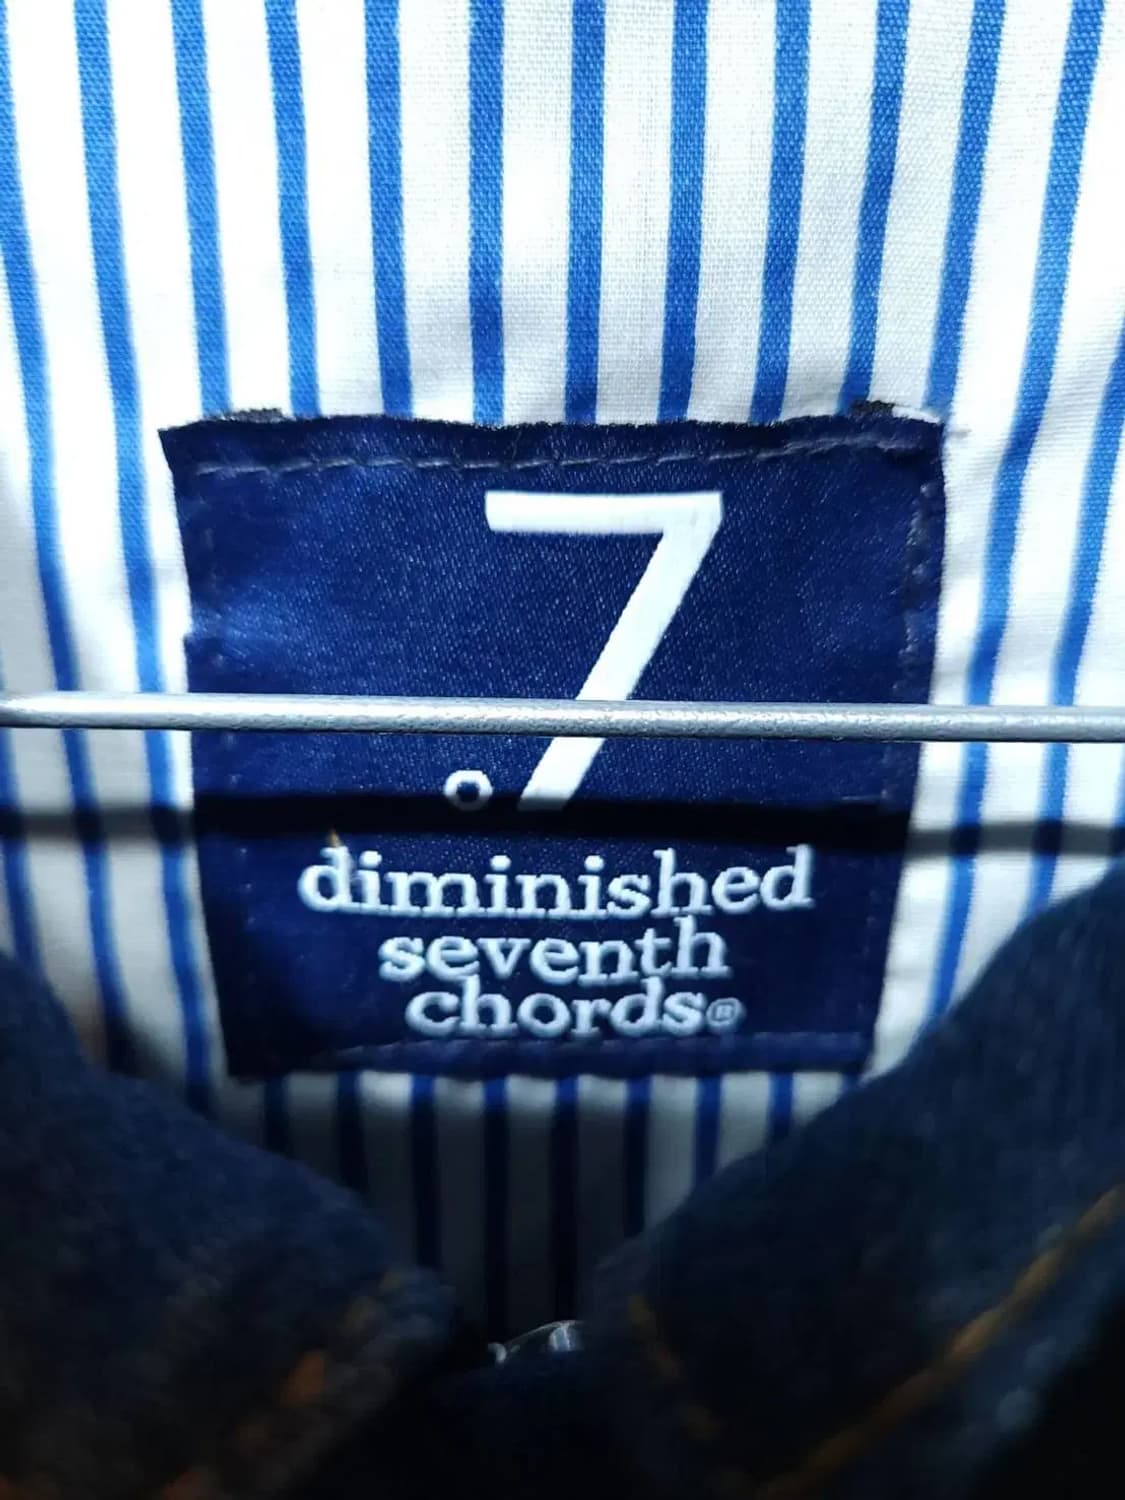 °7
diminished
seventh
chords®